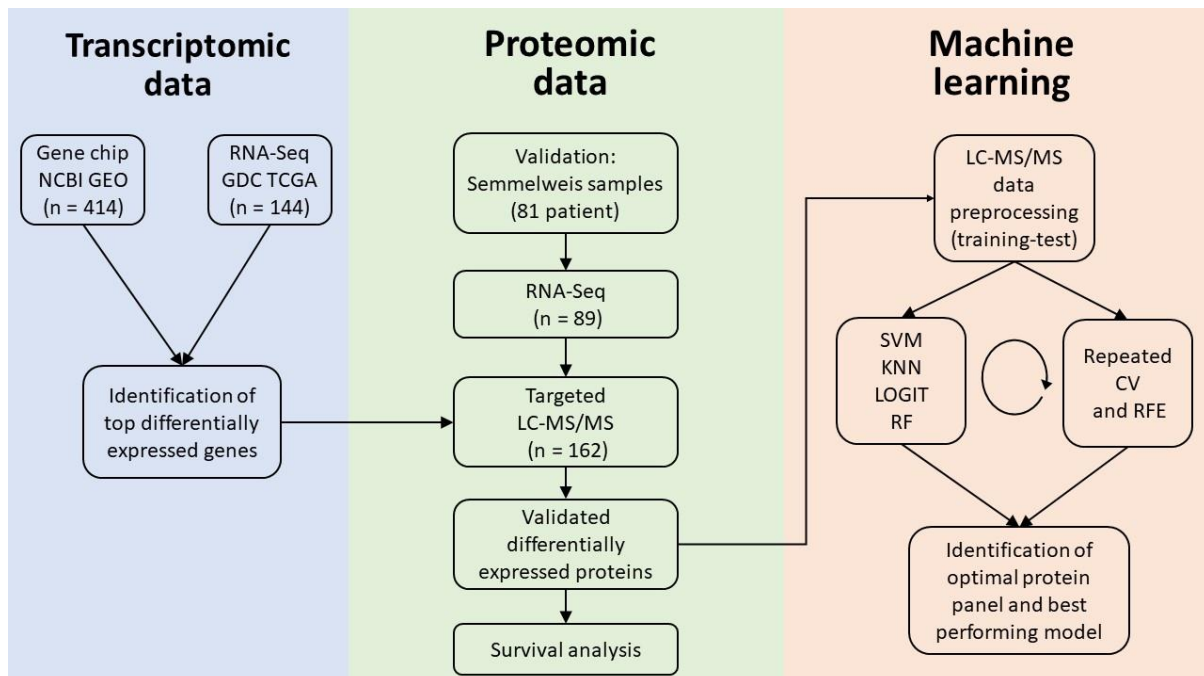 Transcriptomic
data
Gene chip
NCBI GEO
(n = 414)
RNA-Seq
GDC TCGA
(n = 144)
Identification of
top differentially
expressed genes
Proteomic
data
Validation:
Semmelweis samples
(81 patient)
RNA-Seq
(n = 89)
Targeted
LC-MS/MS
(n = 162)
Validated
differentially
expressed proteins
Survival analysis
Machine
learning
LC-MS/MS
data
preprocessing
(training-test)
SVM
KNN
LOGIT
RF
Repeated
CV
and RFE
Identification of
optimal protein
panel and best
performing model